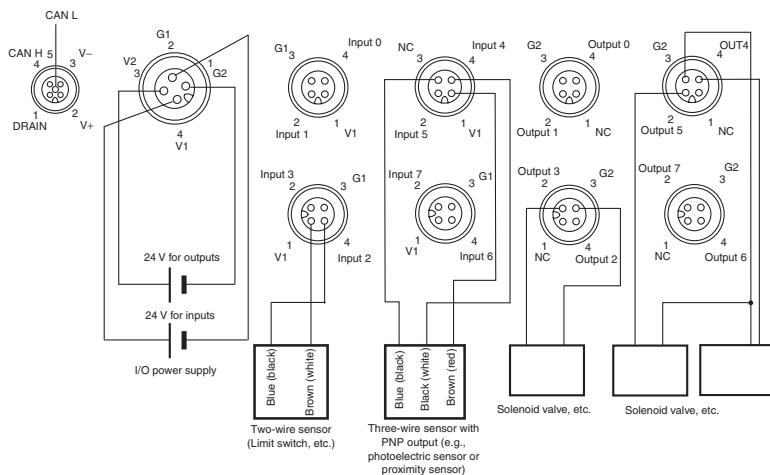 CAN L
CAN H
5
V–
4
3
1
2
DRAIN
V+
G1
2
V2
3
1
G2
4
V1
G1
3
4
Input 0
2
1
Input 1
V1
NC
3
4
Input 4
2
1
Input 5
V1
G2
3
4
Output 0
2
1
Output 1
NC
G2
3
4
OUT4
2
1
Output 5
NC
Input 3
2
3
G1
1
4
V1
Input 2
Input 7
2
3
G1
1
4
V1
Input 6
Output 3
2
3
G2
1
4
NC
Output 2
Output 7
2
3
G2
1
4
NC
Output 6
24 V for outputs
24 V for inputs
I/O power supply
Blue (black)
Brown (white)
Two-wire sensor
(Limit switch, etc.)
Blue (black)
Black (white)
Brown (red)
Three-wire sensor with
PNP output (e.g.,
photoelectric sensor or
proximity sensor)
Solenoid valve, etc.
Solenoid valve, etc.